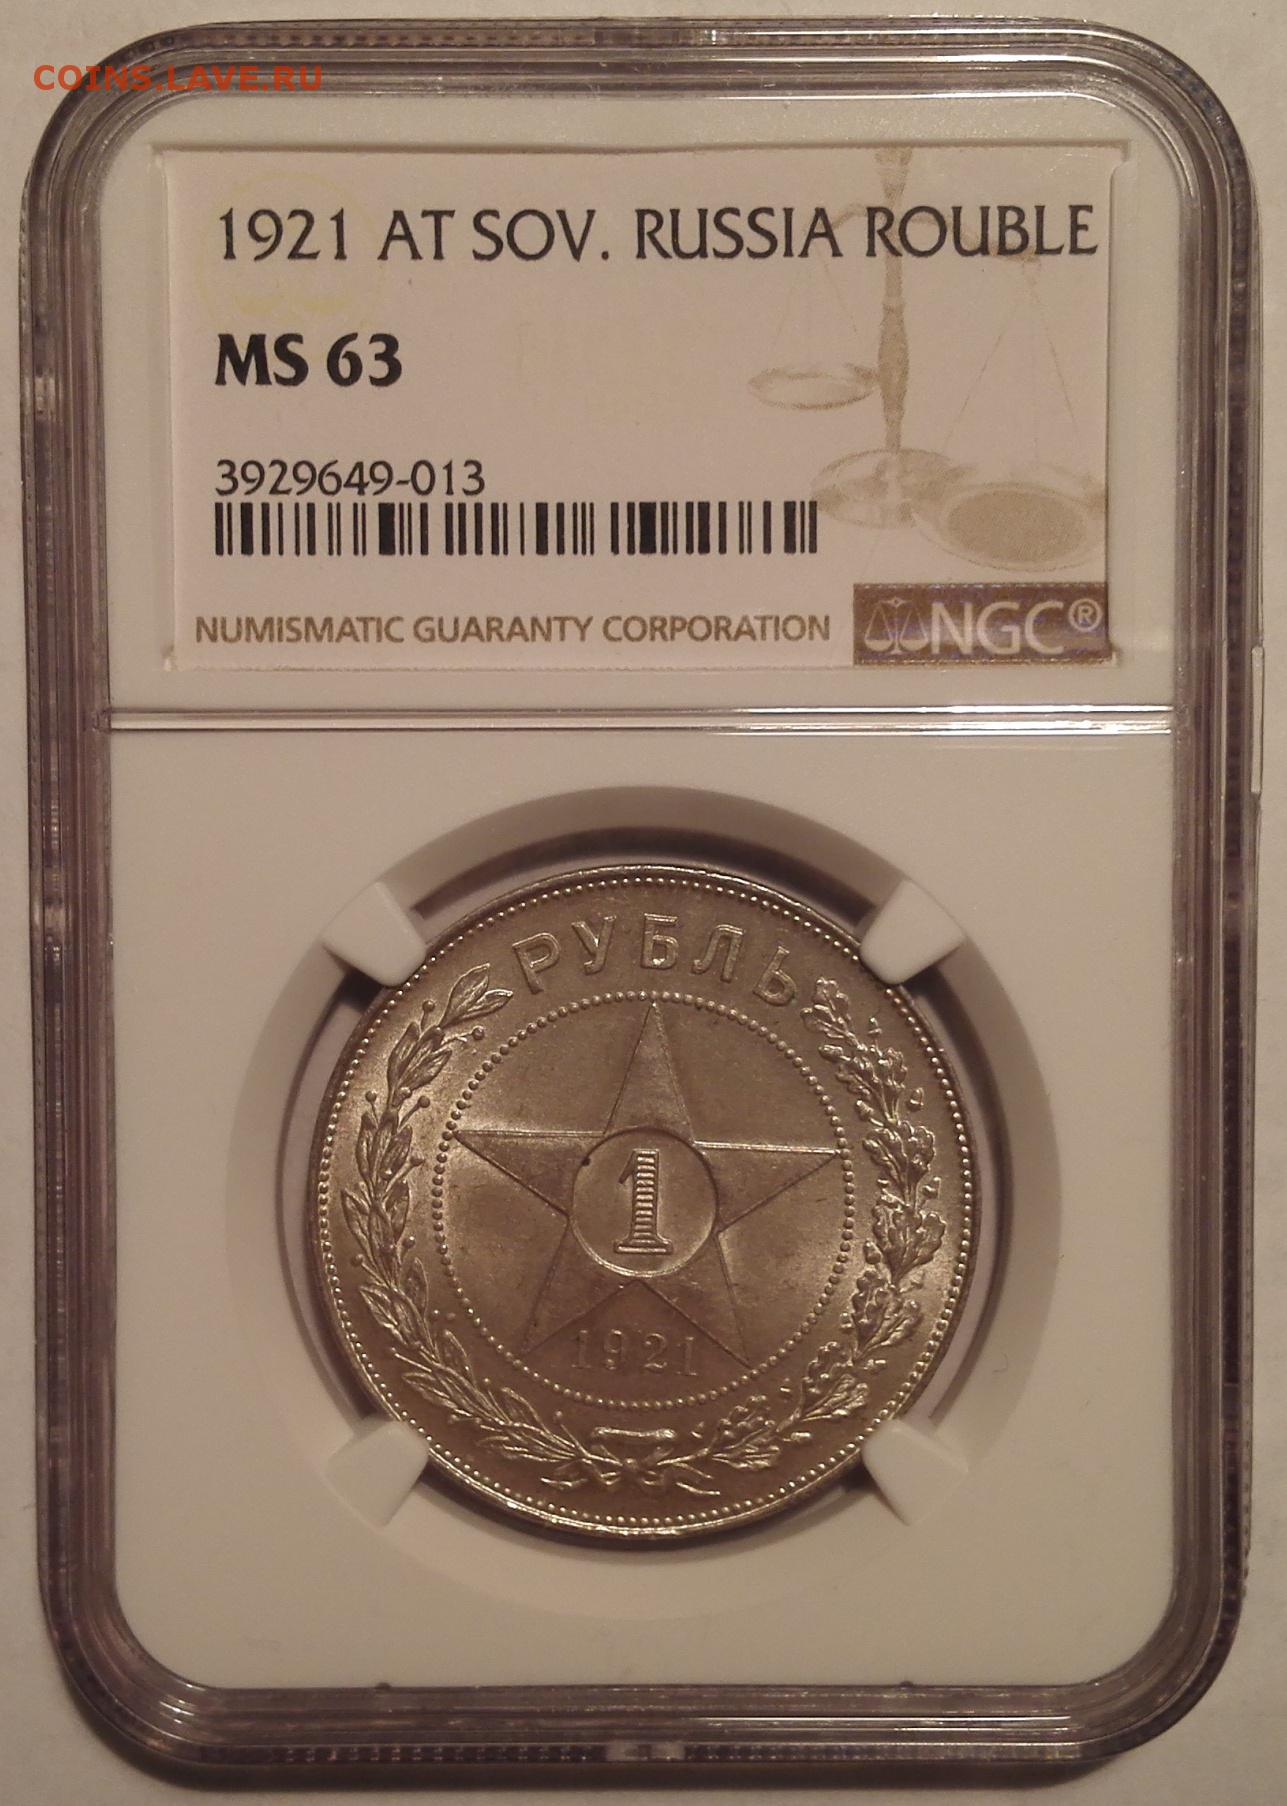 COINS.LAVE.RU
1921 AT SOV. RUSSIA ROUBLE
MS 63
3929649-013
NUMISMATIC GUARANTY CORPORATION
NGC®
РУБЛЬ
1
1921